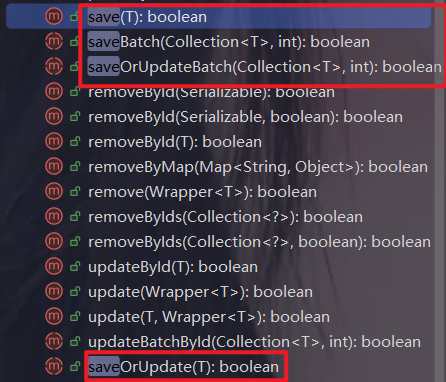 save(T): boolean
saveBatch(Collection<T>, int): boolean
saveOrUpdateBatch(Collection<T>, int): boolean
removeById(Serializable): boolean
removeById(Serializable, boolean): boolean
removeById(T): boolean
removeByMap(Map<String, Object>): boolean
remove(Wrapper<T>): boolean
removeByIds(Collection<?>): boolean
removeByIds(Collection<?>, boolean): boolean
updateById(T): boolean
update(Wrapper<T>): boolean
update(T, Wrapper<T>): boolean
updateBatchById(Collection<T>, int): boolean
saveOrUpdate(T): boolean